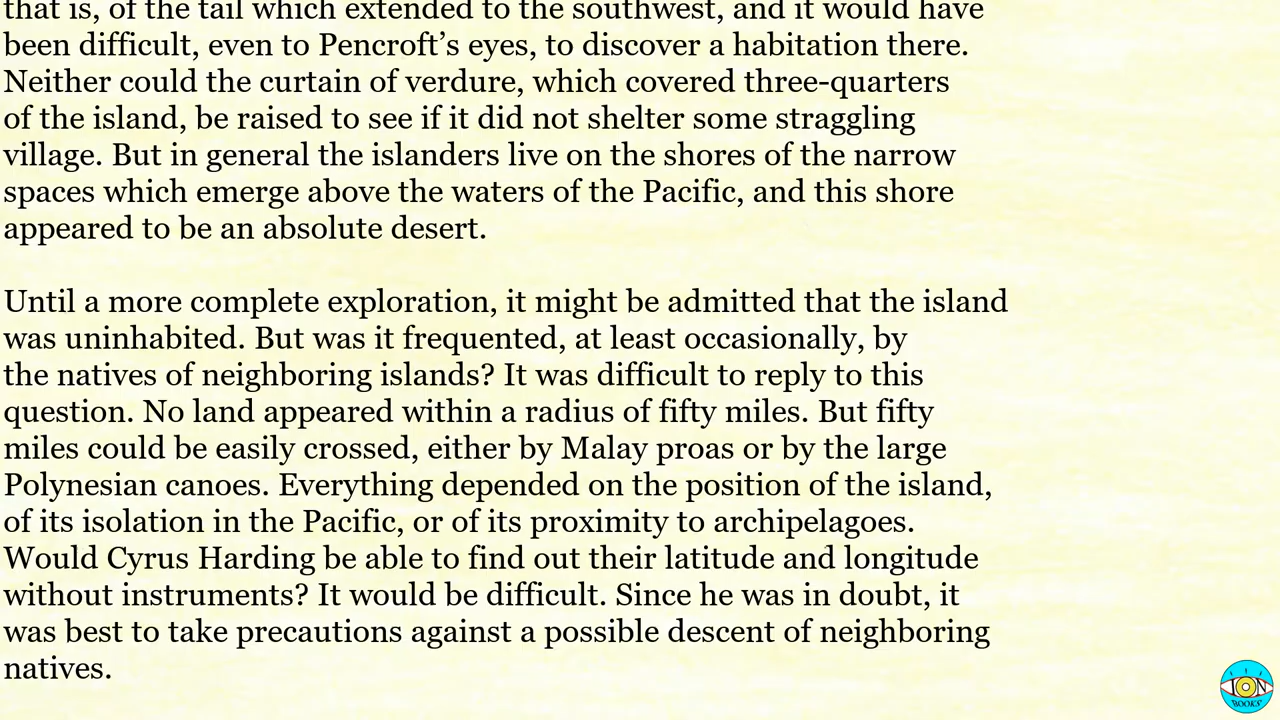 that is, of the tail which extended to the southwest, and it would have
been difficult, even to Pencroft’s eyes, to discover a habitation there.
Neither could the curtain of verdure, which covered three-quarters
of the island, be raised to see if it did not shelter some straggling
village. But in general the islanders live on the shores of the narrow
spaces which emerge above the waters of the Pacific, and this shore
appeared to be an absolute desert.
Until a more complete exploration, it might be admitted that the island
was uninhabited. But was it frequented, at least occasionally, by
the natives of neighboring islands? It was difficult to reply to this
question. No land appeared within a radius of fifty miles. But fifty
miles could be easily crossed, either by Malay proas or by the large
Polynesian canoes. Everything depended on the position of the island,
of its isolation in the Pacific, or of its proximity to archipelagoes.
Would Cyrus Harding be able to find out their latitude and longitude
without instruments? It would be difficult. Since he was in doubt, it
was best to take precautions against a possible descent of neighboring
natives.
ION
BOOKS